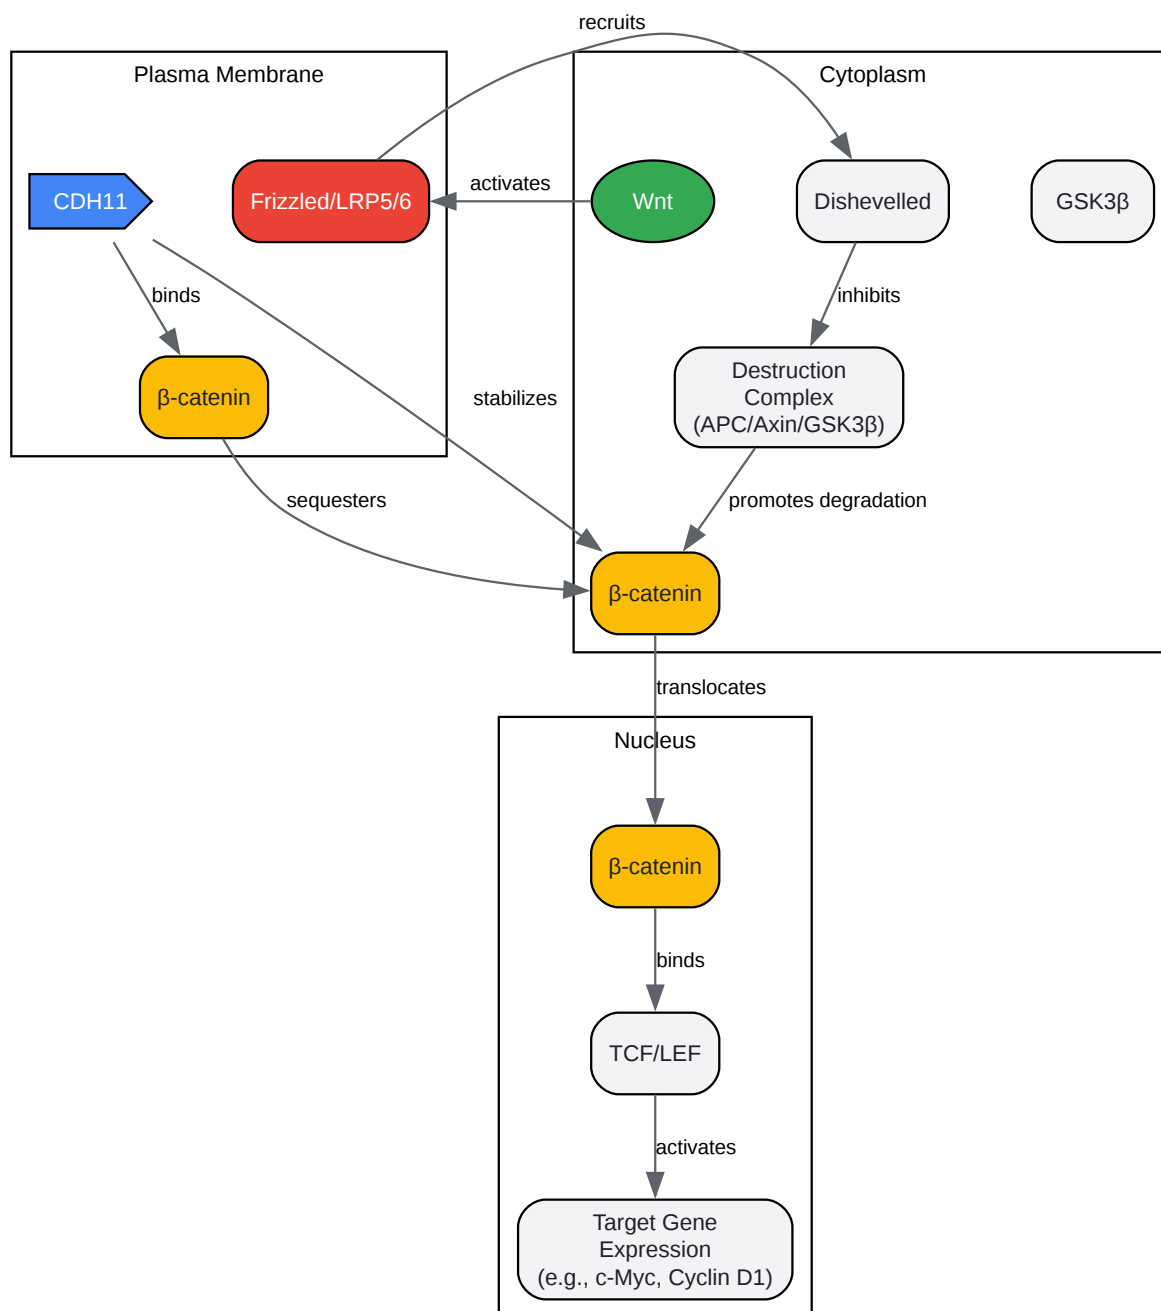 recruits
Plasma Membrane
Cytoplasm
CDH11
Frizzled/LRP5/6
activates
Wnt
Dishevelled
GSK3β
binds
inhibits
β-catenin
stabilizes
Destruction
Complex
(APC/Axin/GSK3β)
sequesters
promotes degradation
β-catenin
translocates
Nucleus
β-catenin
binds
TCF/LEF
activates
Target Gene
Expression
(e.g., c-Myc, Cyclin D1)